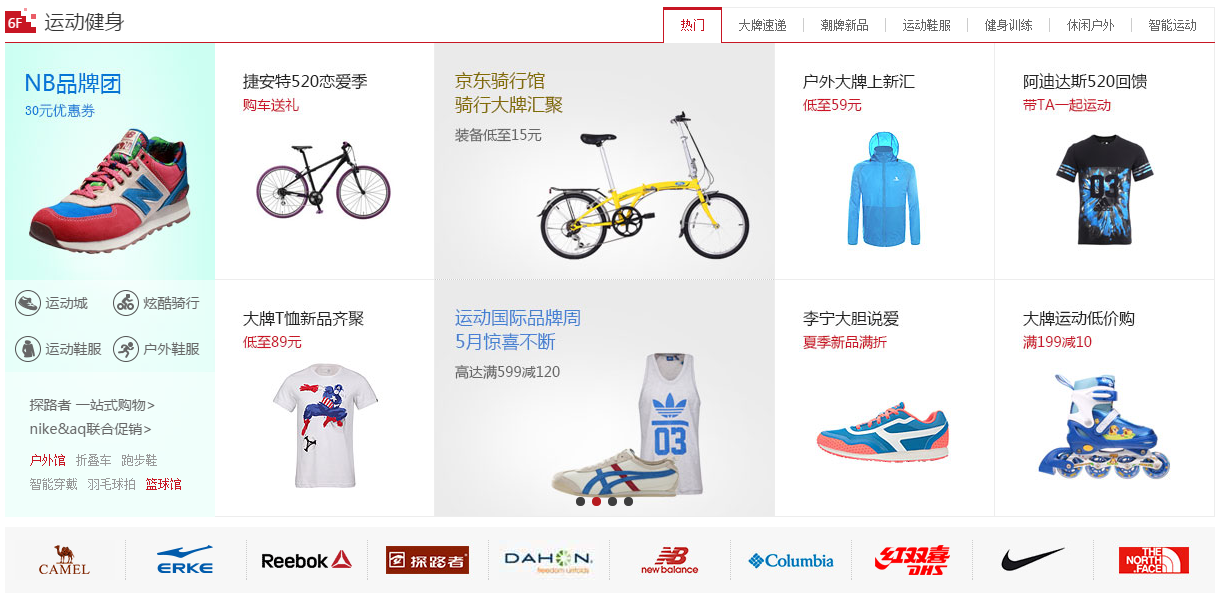 6F 运动健身
热门 大牌速递 潮牌新品 运动鞋服 健身训练 休闲户外 智能运动
NB品牌团
30元优惠券
N
运动城 炫酷骑行
运动鞋服 户外鞋服
探路者 一站式购物>
nike&aq联合促销>
户外馆 折叠车 跑步鞋
智能穿戴 羽毛球拍 篮球馆
捷安特520恋爱季
购车送礼
京东骑行馆
骑行大牌汇聚
装备低至15元
户外大牌上新汇
低至59元
阿迪达斯520回馈
带TA一起运动
03
大牌T恤新品齐聚
低至89元
运动国际品牌周
5月惊喜不断
高达满599减120
03
李宁大胆说爱
夏季新品满折
大牌运动低价购
满199减10
CAMEL
ERKE
Reebok
探路者
DAHON
freedom unfolds
NB
new balance
Columbia
红双喜
DHS
THE
NORTH
FACE